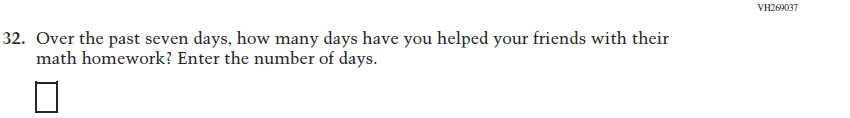 VH269037
32. Over the past seven days, how many days have you helped your friends with their
math homework? Enter the number of days.